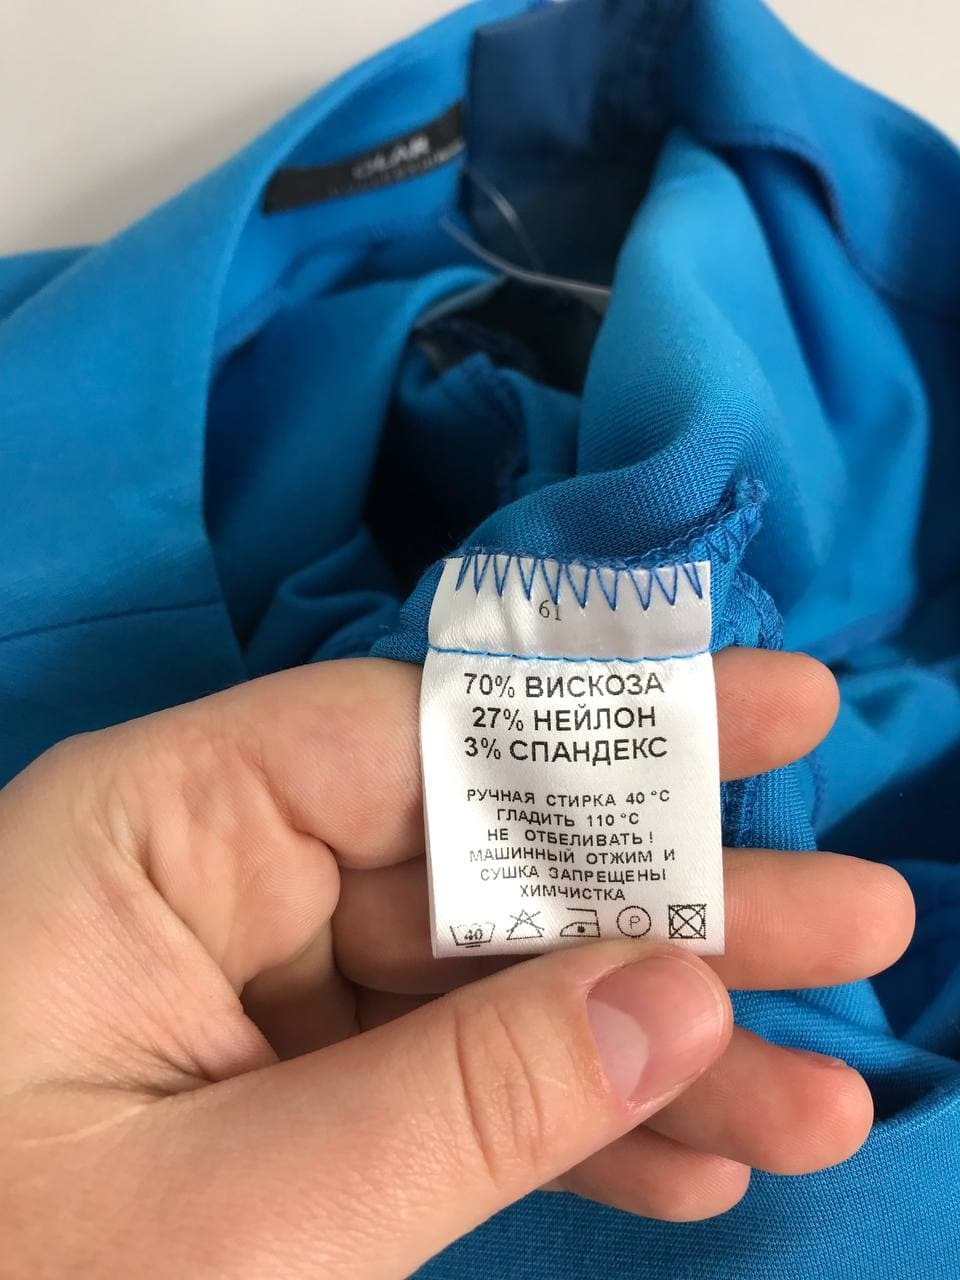 61
70% ВИСКОЗА
27% НЕЙЛОН
3% СПАНДЕКС
РУЧНАЯ СТИРКА 40 °C
ГЛАДИТЬ 110 °C
НЕ ОТБЕЛИВАТЬ !
МАШИННЫЙ ОТЖИМ И
СУШКА ЗАПРЕЩЕНЫ
ХИМЧИСТКА
40 P